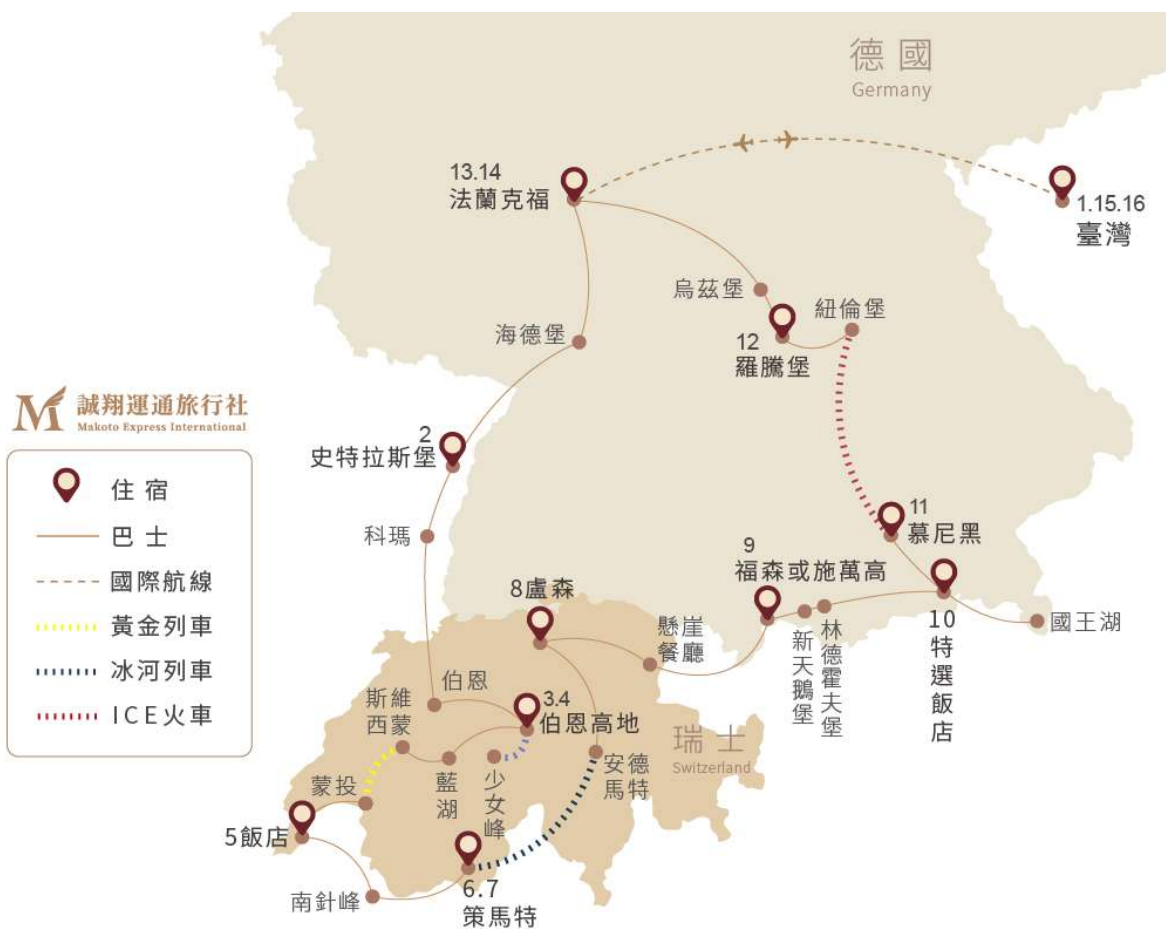 德國
Germany
13.14
法蘭克福
1.15.16
臺灣
烏茲堡
紐倫堡
海德堡
12
羅騰堡
誠翔運通旅行社
Makoto Express International
住宿
巴士
國際航線
黃金列車
冰河列車
ICE火車
2
史特拉斯堡
科瑪
11
慕尼黑
9
福森或施萬高
8盧森
懸崖
餐廳
新天鵝堡
林德霍夫堡
10
特選飯店
國王湖
伯恩
斯維
西蒙
3.4
伯恩高地
瑞士
Switzerland
安德
馬特
蒙投
藍湖
少女峰
5飯店
南針峰
6.7
策馬特